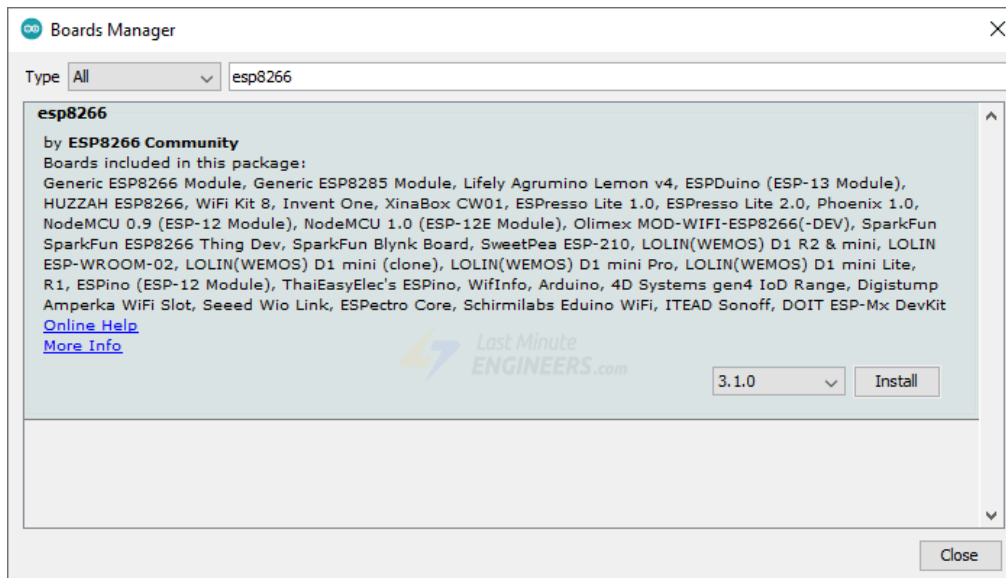 Boards Manager
Type All esp8266
esp8266
by ESP8266 Community
Boards included in this package:
Generic ESP8266 Module, Generic ESP8285 Module, Lifely Agrumino Lemon v4, ESPDuino (ESP-13 Module),
HUZZAH ESP8266, WiFi Kit 8, Invent One, XinaBox CW01, ESPresso Lite 1.0, ESPresso Lite 2.0, Phoenix 1.0,
NodeMCU 0.9 (ESP-12 Module), NodeMCU 1.0 (ESP-12E Module), Olimex MOD-WIFI-ESP8266(-DEV), SparkFun
SparkFun ESP8266 Thing Dev, SparkFun Blynk Board, SweetPea ESP-210, LOLIN(WEMOS) D1 R2 & mini, LOLIN
ESP-WROOM-02, LOLIN(WEMOS) D1 mini (clone), LOLIN(WEMOS) D1 mini Pro, LOLIN(WEMOS) D1 mini Lite,
R1, ESPino (ESP-12 Module), ThaiEasyElec's ESPino, WifInfo, Arduino, 4D Systems gen4 IoD Range, Digistump
Amperka WiFi Slot, Seeed Wio Link, ESPectro Core, Schirmilabs Eduino WiFi, ITEAD Sonoff, DOIT ESP-Mx DevKit
Online Help
More Info
Last Minute
ENGINEERS.com
3.1.0 Install
Close